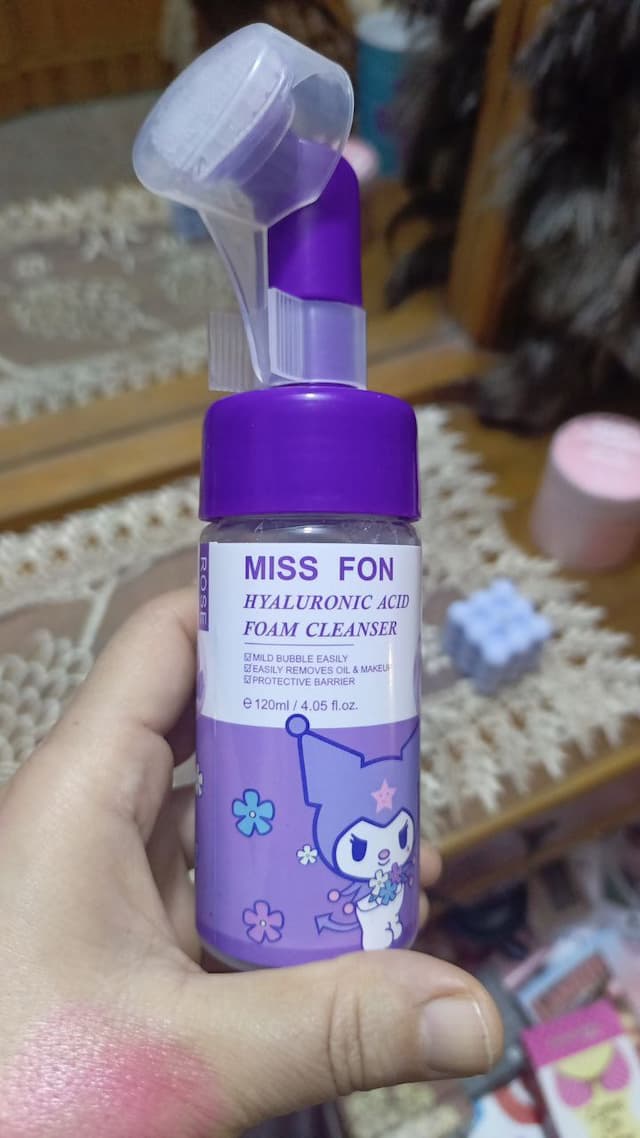 ROSE
MISS FON
HYALURONIC ACID
FOAM CLEANSER
☑MILD BUBBLE EASILY
☑EASILY REMOVES OIL & MAKEUP
☑PROTECTIVE BARRIER
℮ 120ml / 4.05 fl.oz.